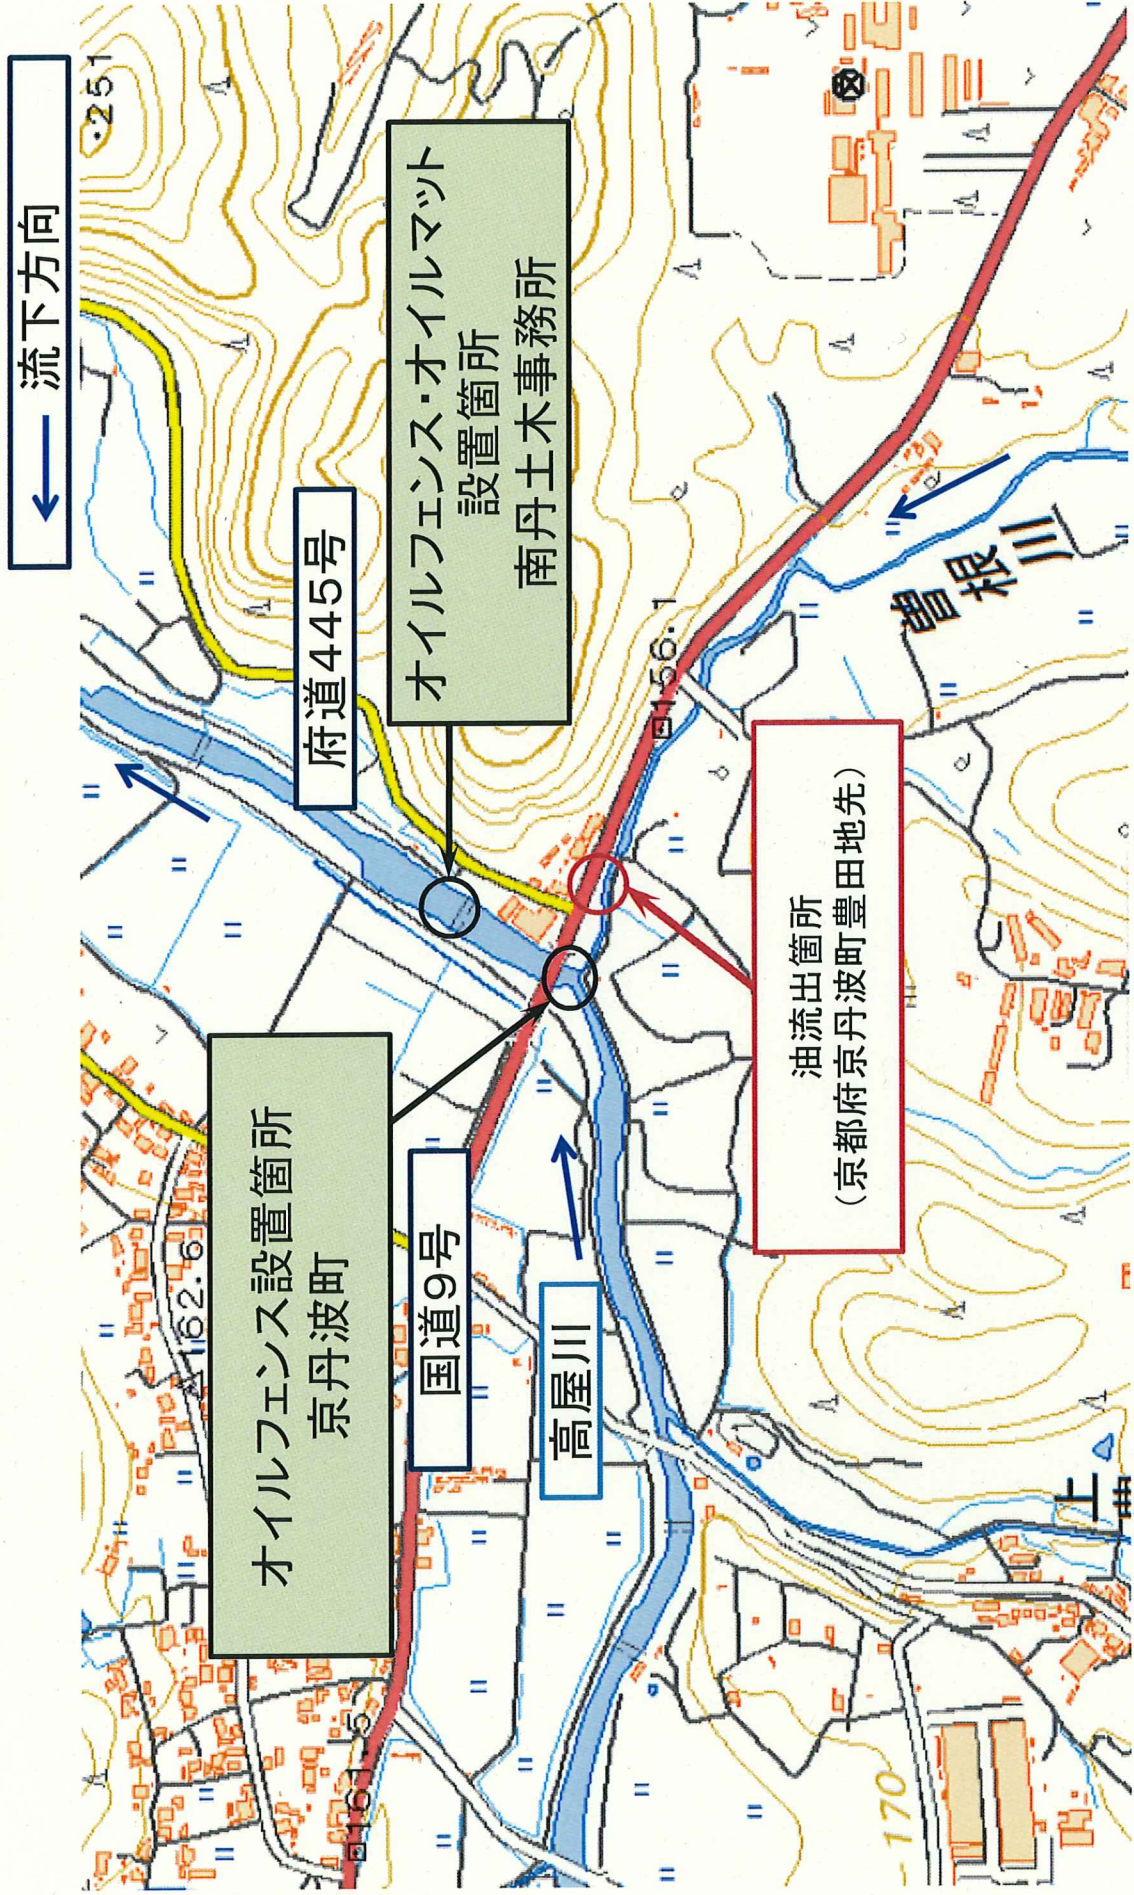 ← 流下方向
・251
府道445号
オイルフェンス・オイルマット
設置箇所
南丹土木事務所
オイルフェンス設置箇所
京丹波町
国道9号
高屋川
曽根川
油流出箇所
(京都府京丹波町豊田地先)
156.1
162.6
161.5
170
上